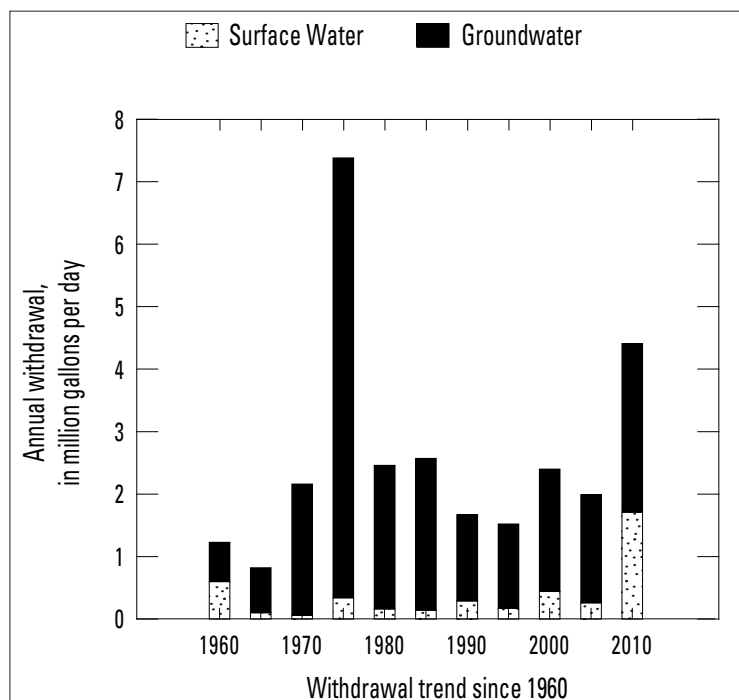 Surface Water Groundwater
8
7
6
5
4
3
2
1
0
Annual withdrawal,
in million gallons per day
1960 1970 1980 1990 2000 2010
Withdrawal trend since 1960